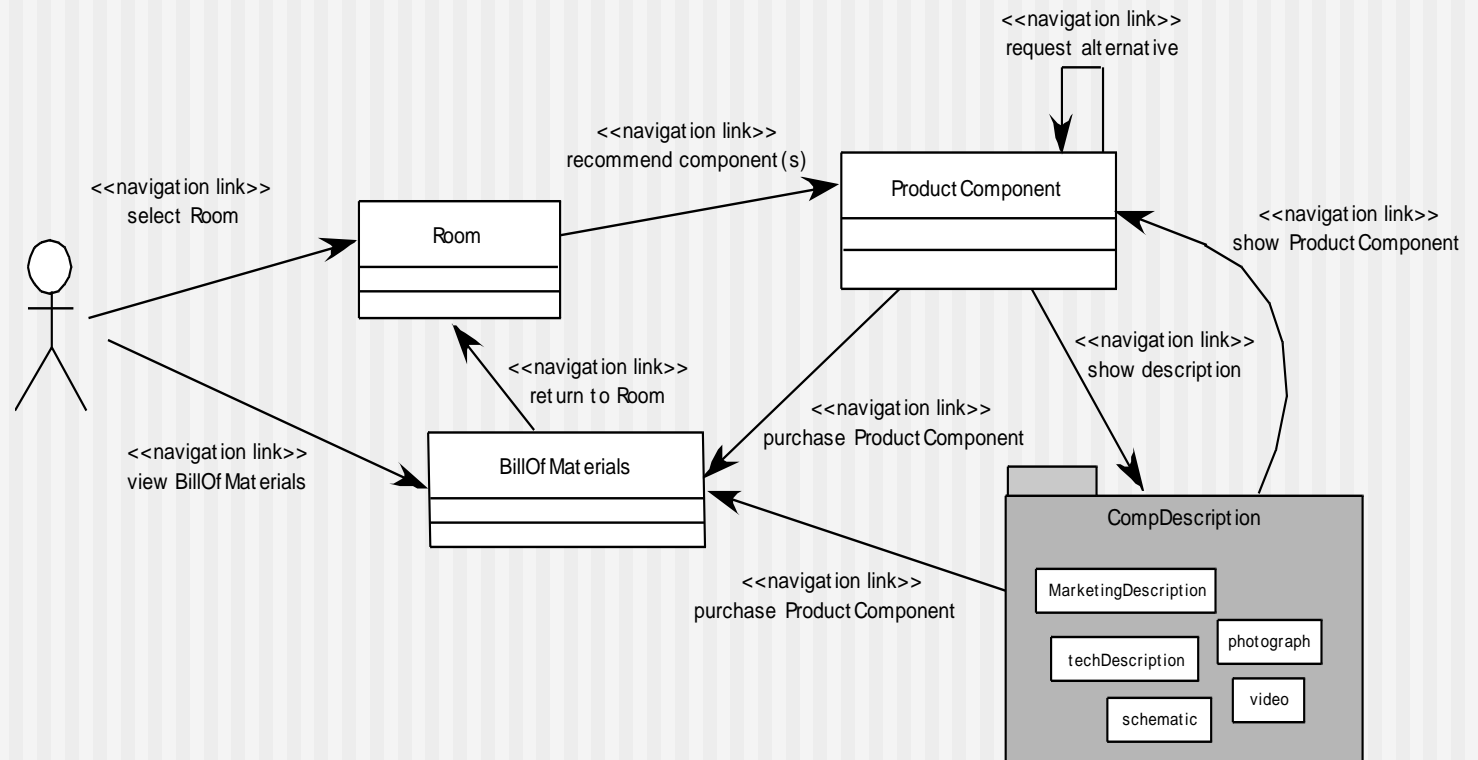 <<navigation link>>
request alternative
<<navigation link>>
recommend component(s)
<<navigation link>>
select Room
Product Component
<<navigation link>>
show Product Component
Room
<<navigation link>>
show description
<<navigation link>>
return to Room
<<navigation link>>
purchase Product Component
<<navigation link>>
view BillOfMaterials
BillOfMaterials
CompDescription
<<navigation link>>
purchase Product Component
MarketingDescription
photograph
techDescription
video
schematic